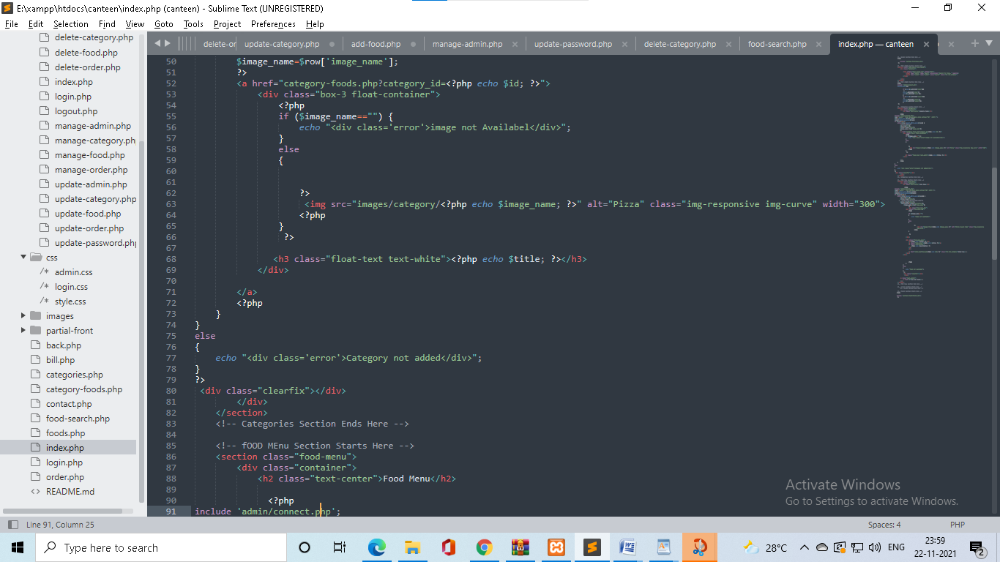 E:\xampp\htdocs\canteen\index.php (canteen) - Sublime Text (UNREGISTERED)
File Edit Selection Find View Goto Tools Project Preferences Help
delete-category.php
delete-food.php
delete-order.php
index.php
login.php
logout.php
manage-admin.php
manage-category.ph
manage-food.php
manage-order.php
update-admin.php
update-category.php
update-food.php
update-order.php
update-password.php
css
/* admin.css
/* login.css
/* style.css
images
partial-front
back.php
bill.php
categories.php
category-foods.php
contact.php
food-search.php
foods.php
index.php
login.php
order.php
<> README.md
delete-or update-category.php add-food.php manage-admin.php update-password.php delete-category.php food-search.php index.php — canteen
50 $image_name=$row['image_name'];
51 ?>
52 <a href="category-foods.php?category_id=<?php echo $id; ?>">
53 <div class="box-3 float-container">
54 <?php
55 if ($image_name=="") {
56 echo "<div class='error'>image not Availabel</div>";
57 }
58 else
59 {
60
61
62 ?>
63 <img src="images/category/<?php echo $image_name; ?>" alt="Pizza" class="img-responsive img-curve" width="300">
64 <?php
65 }
66 ?>
67
68 <h3 class="float-text text-white"><?php echo $title; ?></h3>
69 </div>
70
71 </a>
72 <?php
73 }
74 }
75 else
76 {
77 echo "<div class='error'>Category not added</div>";
78 }
79 ?>
80 <div class="clearfix"></div>
81 </div>
82 </section>
83 <!-- Categories Section Ends Here -->
84
85 <!-- fOOD MEnu Section Starts Here -->
86 <section class="food-menu">
87 <div class="container">
88 <h2 class="text-center">Food Menu</h2>
89
90 <?php
91 include 'admin/connect.php';
Activate Windows
Go to Settings to activate Windows.
Line 91, Column 25 Spaces: 4 PHP
Type here to search
28°C ENG 23:59
22-11-2021
2